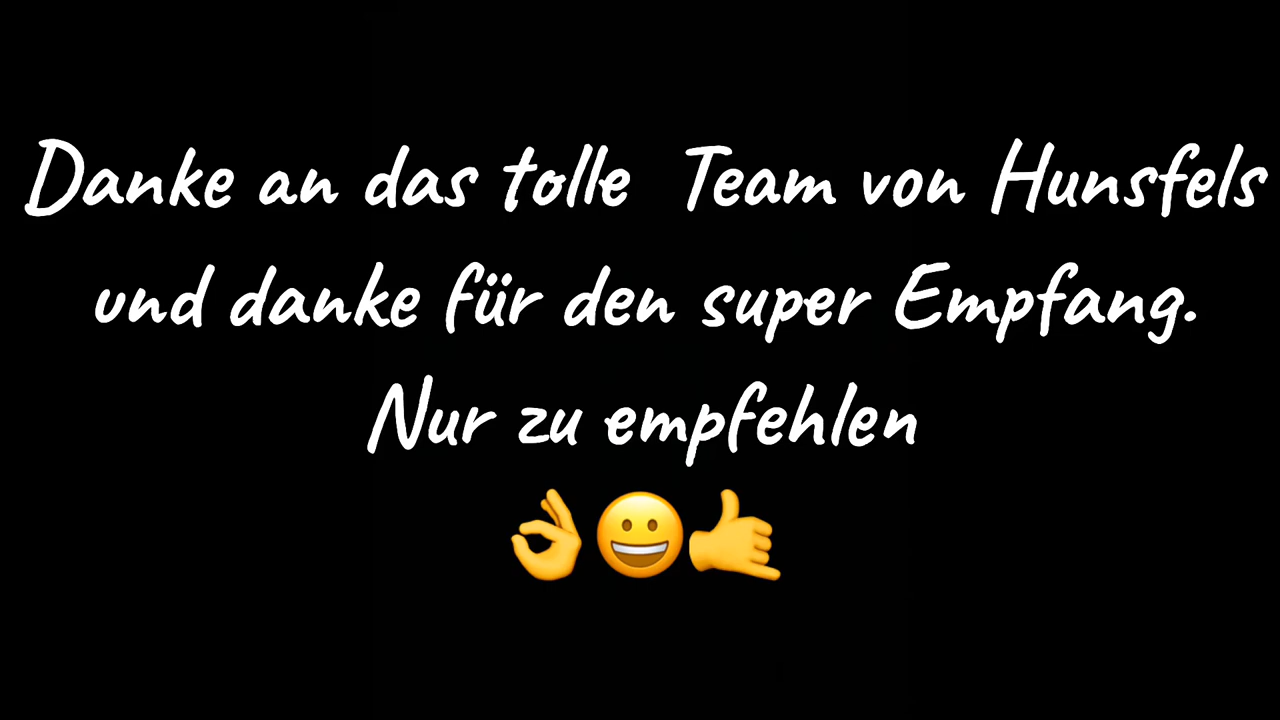 Danke an das tolle  Team von Hunsfels
und danke für den super Empfang.
Nur zu empfehlen
👌😀🤙